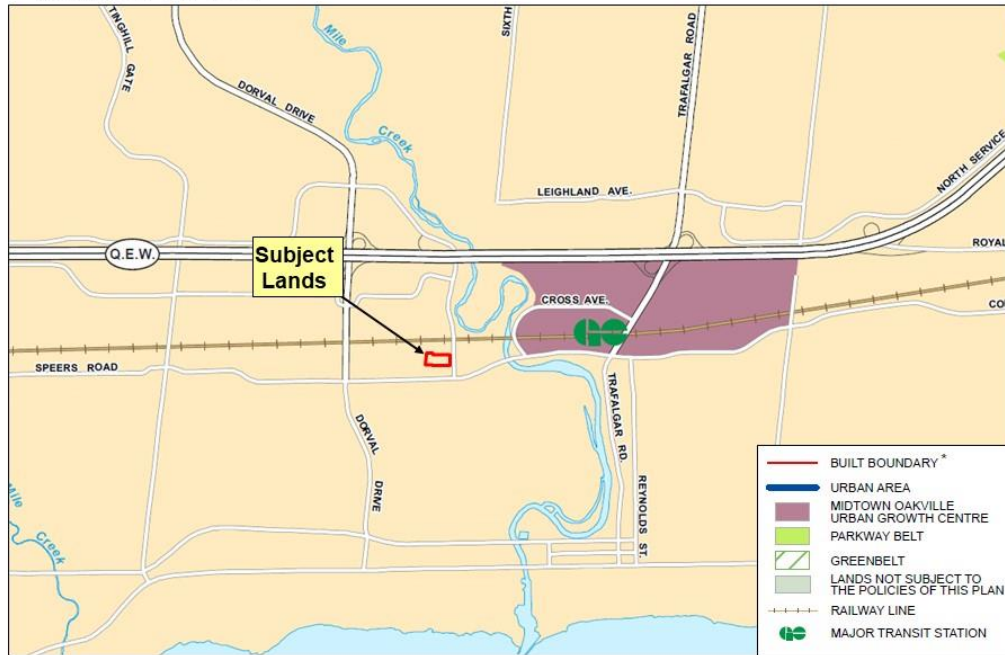 TINGHILL GATE
DORVAL DRIVE
Mile
Creek
SIXTH
TRAFALGAR ROAD
NORTH SERVICE
LEIGHLAND AVE.
Q.E.W.
ROYAL
Subject
Lands
CROSS AVE.
SPEERS ROAD
TRAFALGAR RD.
REYNOLDS ST.
DORVAL
DRIVE
Mile
Creek
BUILT BOUNDARY *
URBAN AREA
MIDTOWN OAKVILLE
URBAN GROWTH CENTRE
PARKWAY BELT
GREENBELT
LANDS NOT SUBJECT TO
THE POLICIES OF THIS PLAN
RAILWAY LINE
GO MAJOR TRANSIT STATION